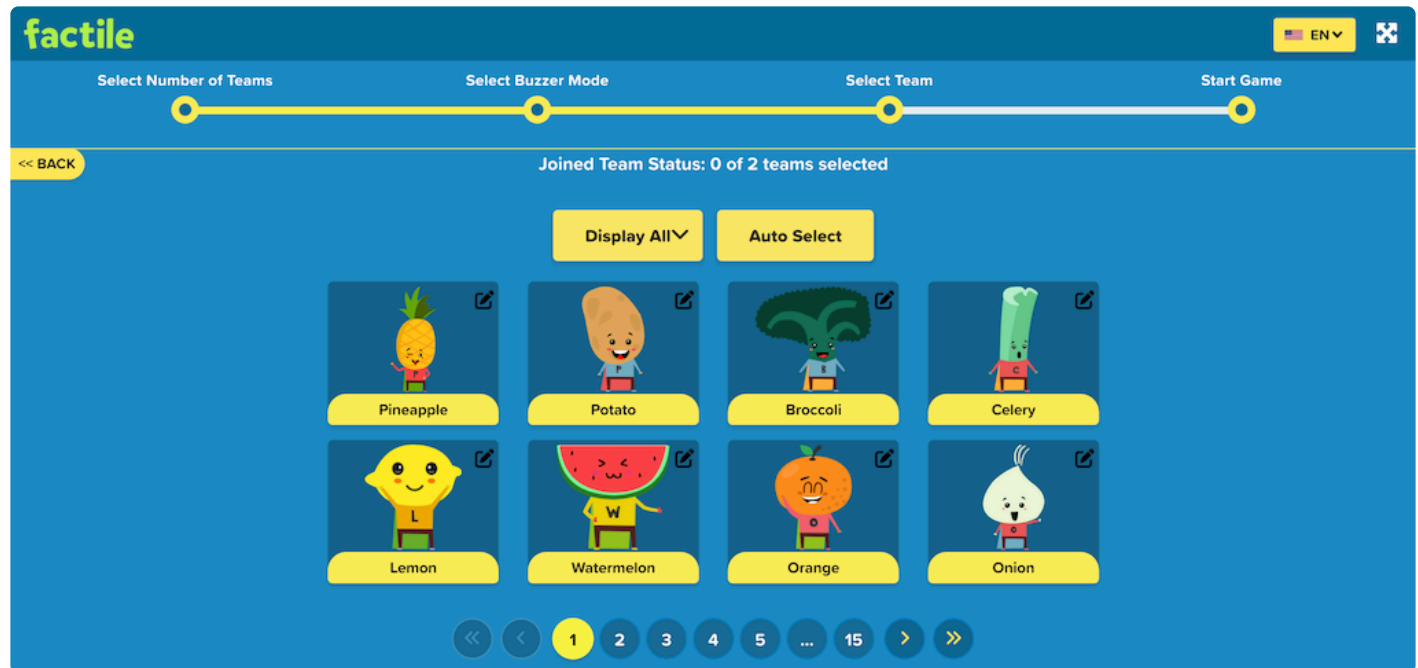 factile
EN
Select Number of Teams
Select Buzzer Mode
Select Team
Start Game
<< BACK
Joined Team Status: 0 of 2 teams selected
Display All
Auto Select
P
P
B
C
Pineapple
Potato
Broccoli
Celery
L
W
O
O
Lemon
Watermelon
Orange
Onion
« ‹ 1 2 3 4 5 ... 15 › »